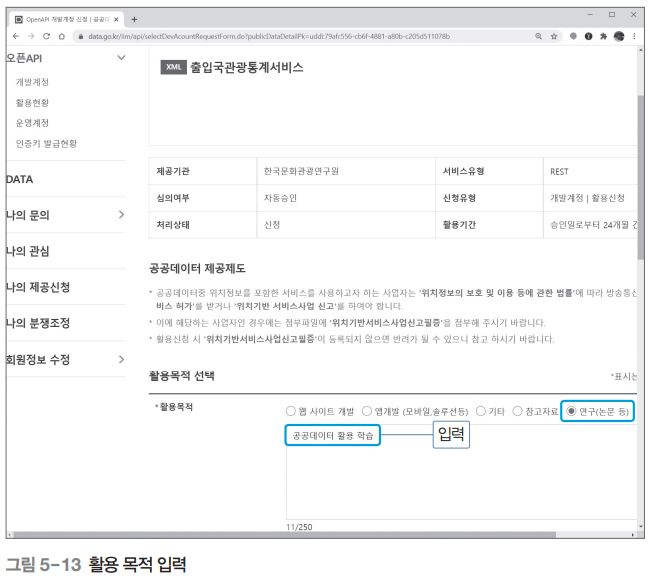 OpenAPI 개발계정 신청 | 공공데
data.go.kr/iim/api/selectDevAcountRequestForm.do?publicDataDetailPk=uddi:79afc556-cb6f-4881-a80b-c205d511078b
오픈API
개발계정
활용현황
운영계정
인증키 발급현황
DATA
나의 문의
나의 관심
나의 제공신청
나의 분쟁조정
회원정보 수정
XML 출입국관광통계서비스
제공기관 한국문화관광연구원 서비스유형 REST
심의여부 자동승인 신청유형 개발계정 | 활용신청
처리상태 신청 활용기간 승인일로부터 24개월 간
공공데이터 제공제도
* 공공데이터중 위치정보를 포함한 서비스를 사용하고자 하는 사업자는 '위치정보의 보호 및 이용 등에 관한 법률'에 따라 방송통신
비스 허가'를 받거나 '위치기반 서비스사업 신고'를 하여야 합니다.
* 이에 해당하는 사업자인 경우에는 첨부파일에 '위치기반서비스사업신고필증'을 첨부해 주시기 바랍니다.
* 활용신청 시 '위치기반서비스사업신고필증'이 등록되지 않으면 반려가 될 수 있으니 참고 하시기 바랍니다.
활용목적 선택
*표시는
*활용목적
웹 사이트 개발 앱개발 (모바일,솔루션등) 기타 참고자료 연구(논문 등)
공공데이터 활용 학습
입력
11/250
그림 5-13 활용 목적 입력